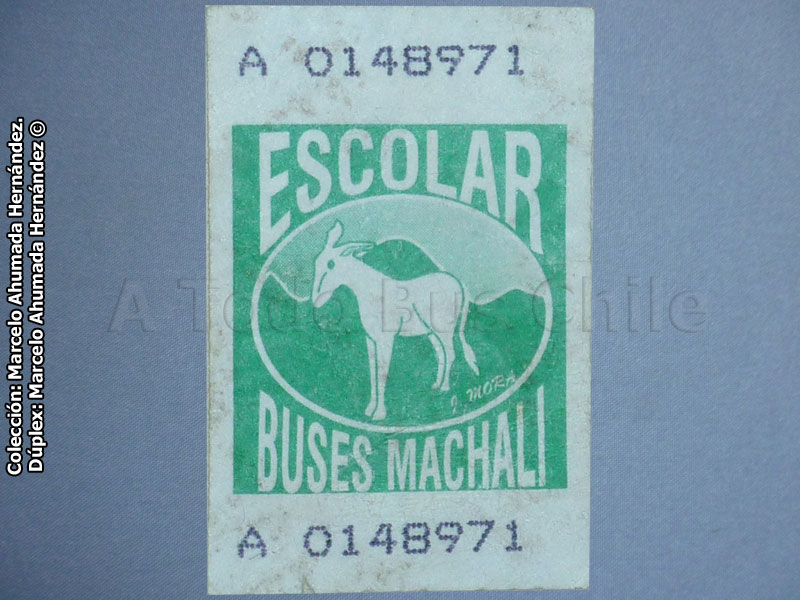 A 0148971
ESCOLAR
J. MORA
BUSES MACHALI
A 0148971
A Todo Bus Chile
Colección: Marcelo Ahumada Hernández.
Dúplex: Marcelo Ahumada Hernández ©